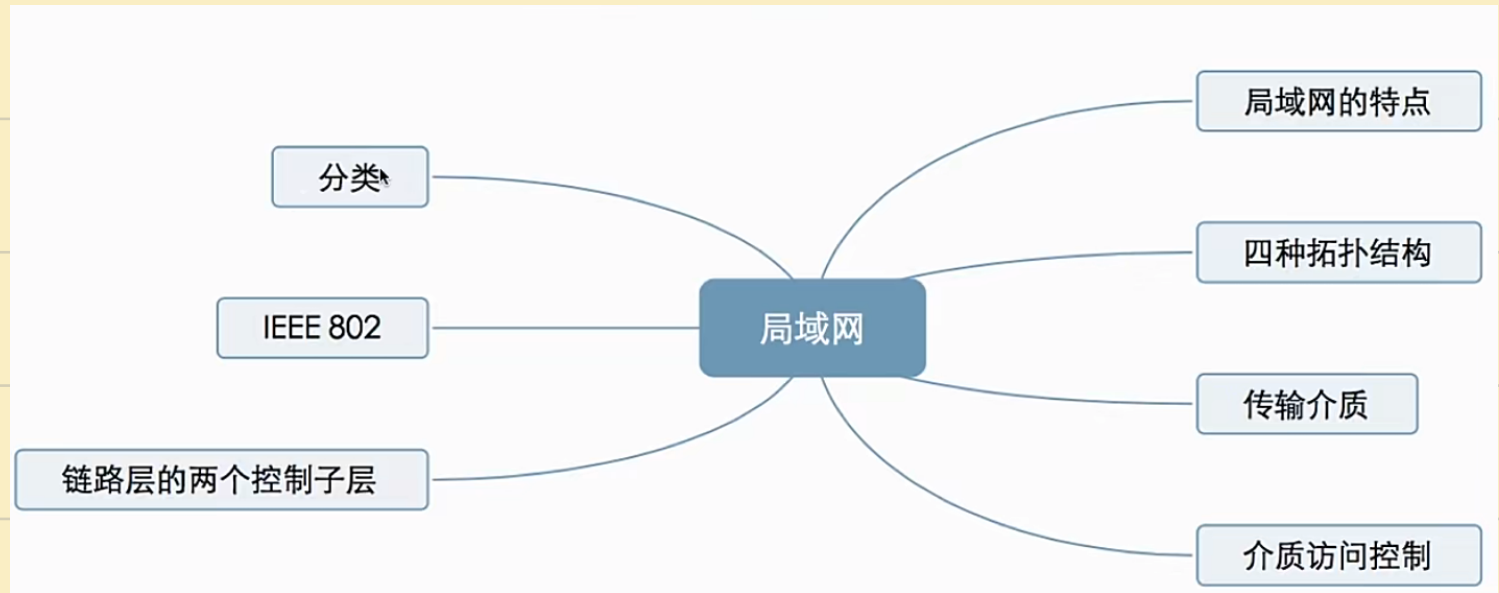 局域网
局域网的特点
四种拓扑结构
传输介质
介质访问控制
分类
IEEE 802
链路层的两个控制子层